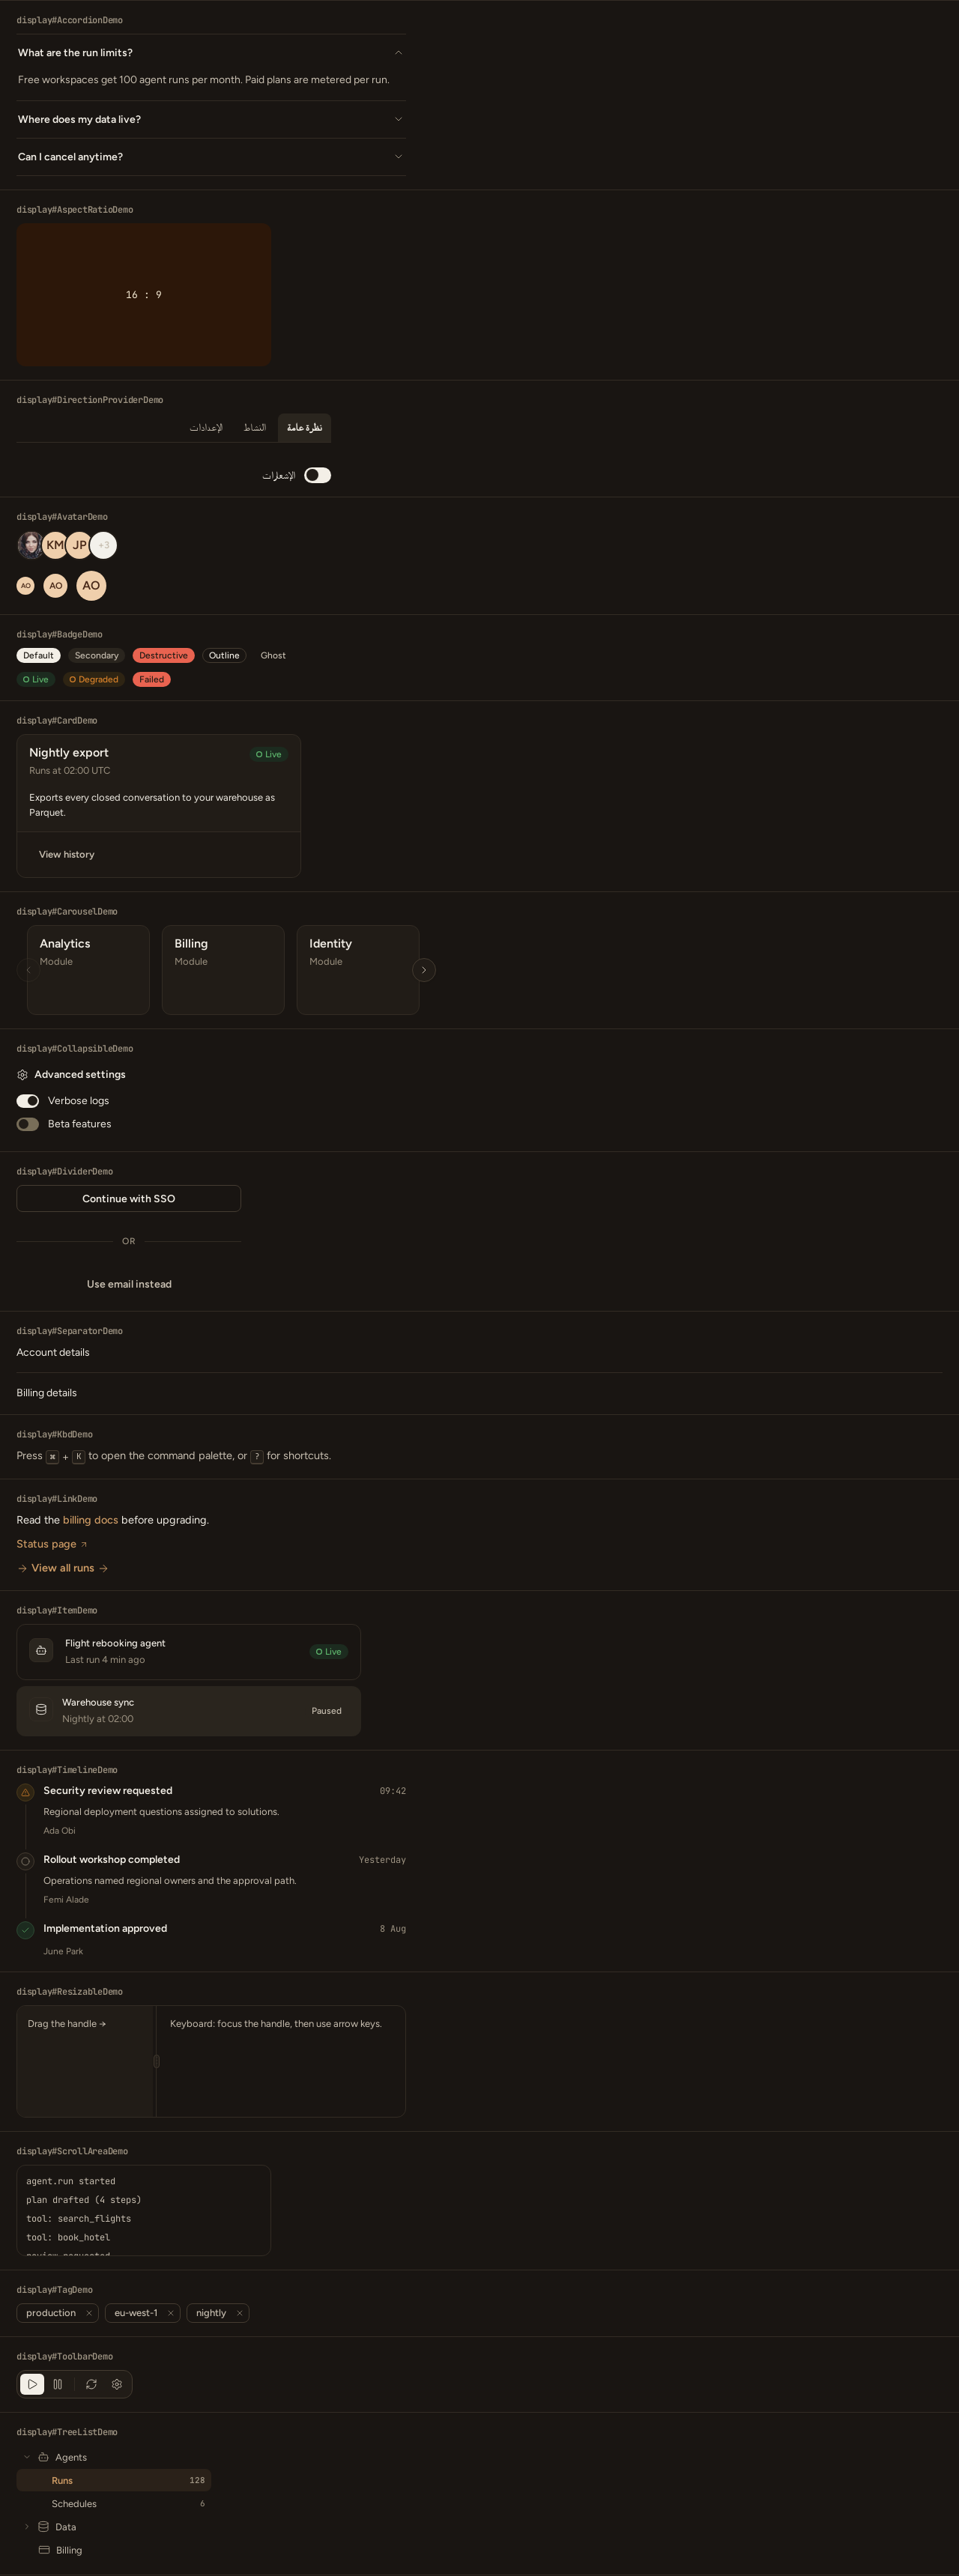 display#AccordionDemo
What are the run limits?
Free workspaces get 100 agent runs per month. Paid plans are metered per run.
Where does my data live?
Can I cancel anytime?
display#AspectRatioDemo
16 : 9
display#DirectionProviderDemo
نظرة عامة النشاط الإعدادات
الإشعارات
display#AvatarDemo
KM JP +3
AO AO AO
display#BadgeDemo
Default Secondary Destructive Outline Ghost
Live Degraded Failed
display#CardDemo
Nightly export Live
Runs at 02:00 UTC
Exports every closed conversation to your warehouse as
Parquet.
View history
display#CarouselDemo
Analytics Billing Identity
Module Module Module
display#CollapsibleDemo
Advanced settings
Verbose logs
Beta features
display#DividerDemo
Continue with SSO
OR
Use email instead
display#SeparatorDemo
Account details
Billing details
display#KbdDemo
Press ⌘ + K to open the command palette, or ? for shortcuts.
display#LinkDemo
Read the billing docs before upgrading.
Status page
View all runs
display#ItemDemo
Flight rebooking agent Live
Last run 4 min ago
Warehouse sync Paused
Nightly at 02:00
display#TimelineDemo
Security review requested 09:42
Regional deployment questions assigned to solutions.
Ada Obi
Rollout workshop completed Yesterday
Operations named regional owners and the approval path.
Femi Alade
Implementation approved 8 Aug
June Park
display#ResizableDemo
Drag the handle → Keyboard: focus the handle, then use arrow keys.
display#ScrollAreaDemo
agent.run started
plan drafted (4 steps)
tool: search_flights
tool: book_hotel
display#TagDemo
production eu-west-1 nightly
display#ToolbarDemo
display#TreeListDemo
Agents
Runs 128
Schedules 6
Data
Billing